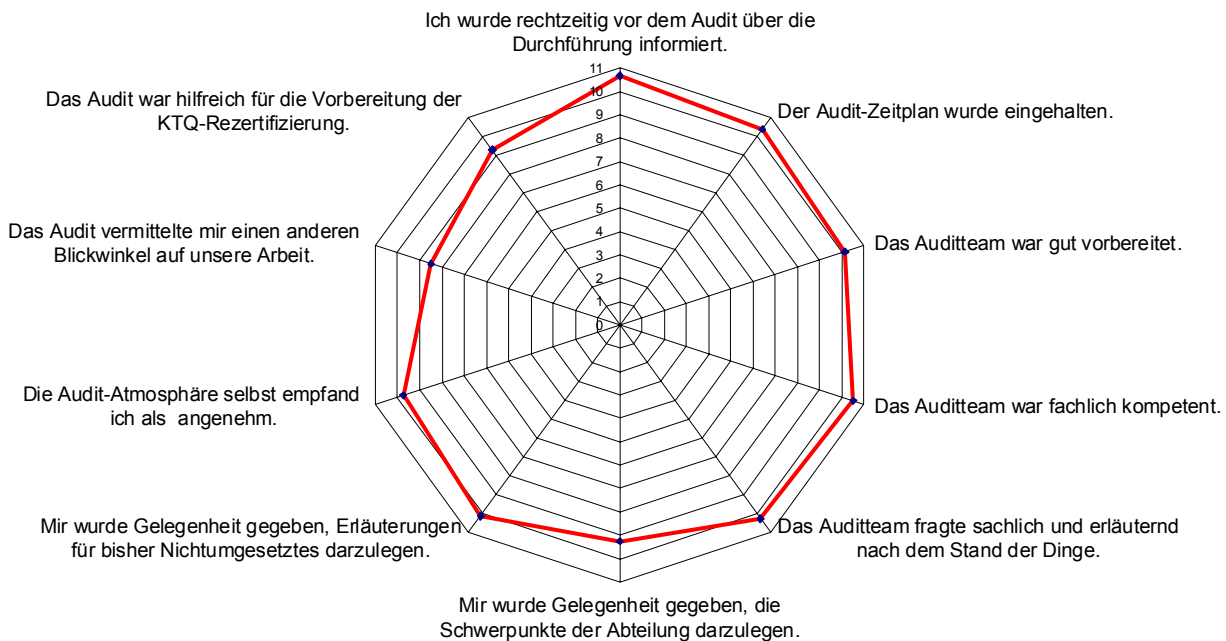 Ich wurde rechtzeitig vor dem Audit über die
Durchführung informiert.
Der Audit-Zeitplan wurde eingehalten.
Das Auditteam war gut vorbereitet.
Das Auditteam war fachlich kompetent.
Das Auditteam fragte sachlich und erläuternd
nach dem Stand der Dinge.
Mir wurde Gelegenheit gegeben, die
Schwerpunkte der Abteilung darzulegen.
Mir wurde Gelegenheit gegeben, Erläuterungen
für bisher Nichtumgesetztes darzulegen.
Die Audit-Atmosphäre selbst empfand
ich als angenehm.
Das Audit vermittelte mir einen anderen
Blickwinkel auf unsere Arbeit.
Das Audit war hilfreich für die Vorbereitung der
KTQ-Rezertifizierung.
11
10
9
8
7
6
5
4
3
2
1
0